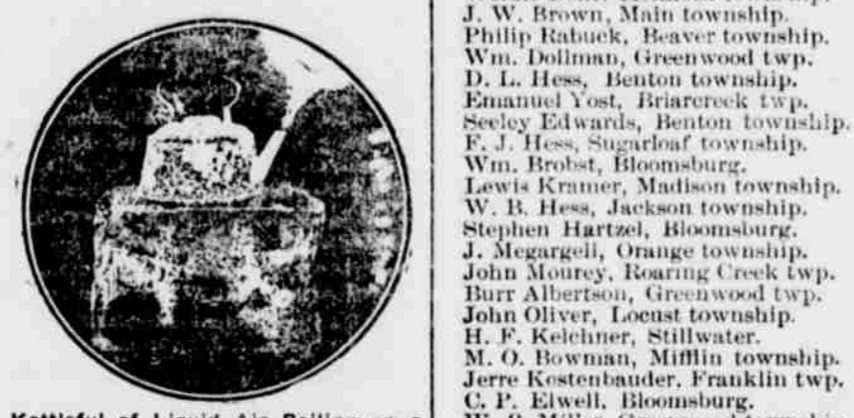 Kettleful of Liquid Air Boiling on a
J. W. Brown, Main township.
Philip Rabuck, Beaver township.
Wm. Dollman, Greenwood twp.
D. L. Hess, Benton township.
Emanuel Yost, Briarcreek twp.
Seeley Edwards, Benton township.
F. J. Hess, Sugarloaf township.
Wm. Brobst, Bloomsburg.
Lewis Kramer, Madison township.
W. B. Hess, Jackson township.
Stephen Hartzel, Bloomsburg.
J. Megargell, Orange township.
John Mourey, Roaring Creek twp.
Burr Albertson, Greenwood twp.
John Oliver, Locust township.
H. F. Kelchner, Stillwater.
M. O. Bowman, Mifflin township.
Jerre Kostenbauder, Franklin twp.
C. P. Elwell, Bloomsburg.